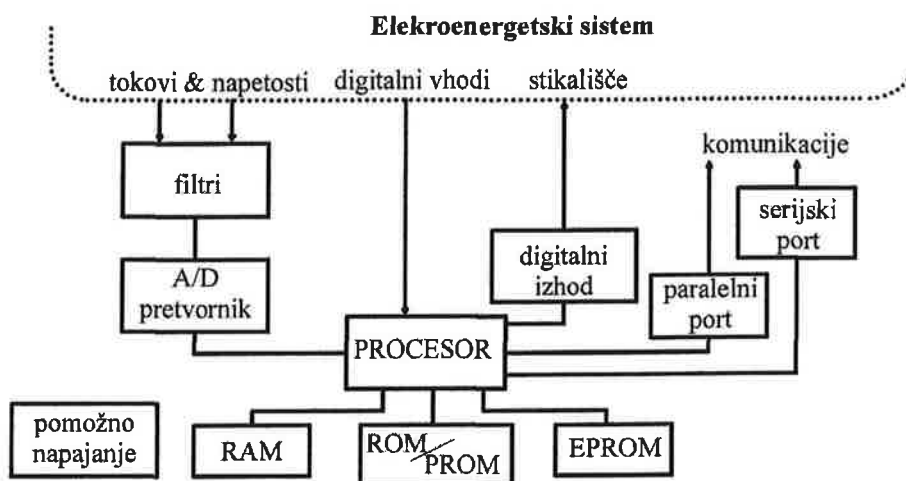 Elekroenergetski sistem
tokovi & napetosti digitalni vhodi stikališče
komunikacije
filtri
serijski
port
digitalni
izhod
A/D
pretvornik
paralelni
port
PROCESOR
pomožno
napajanje
RAM
ROM/
PROM
EPROM